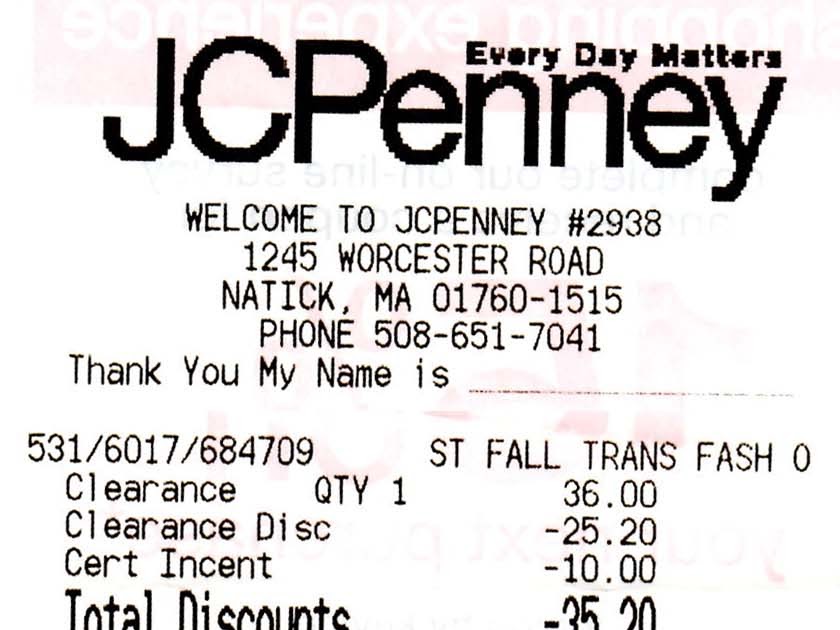 Every Day Matters
JCPenney
WELCOME TO JCPENNEY #2938
1245 WORCESTER ROAD
NATICK, MA 01760-1515
PHONE 508-651-7041
Thank You My Name is
531/6017/684709 ST FALL TRANS FASH O
Clearance QTY 1 36.00
Clearance Disc -25.20
Cert Incent -10.00
Total Discounts -35.20